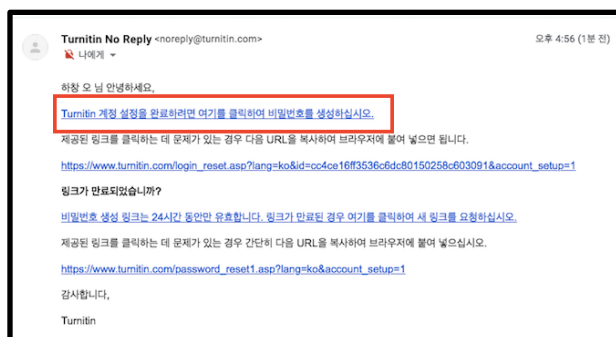 Turnitin No Reply <noreply@turnitin.com>
오후 4:56 (1분 전)
나에게
하창 오 님 안녕하세요,
Turnitin 계정 설정을 완료하려면 여기를 클릭하여 비밀번호를 생성하십시오.
제공된 링크를 클릭하는 데 문제가 있는 경우 다음 URL을 복사하여 브라우저에 붙여 넣으면 됩니다.
https://www.turnitin.com/login_reset.asp?lang=ko&id=cc4ce16ff3536c6dc80150258c603091&account_setup=1
링크가 만료되었습니까?
비밀번호 생성 링크는 24시간 동안만 유효합니다. 링크가 만료된 경우 여기를 클릭하여 새 링크를 요청하십시오.
제공된 링크를 클릭하는 데 문제가 있는 경우 간단히 다음 URL을 복사하여 브라우저에 붙여 넣으십시오.
https://www.turnitin.com/password_reset1.asp?lang=ko&account_setup=1
감사합니다,
Turnitin